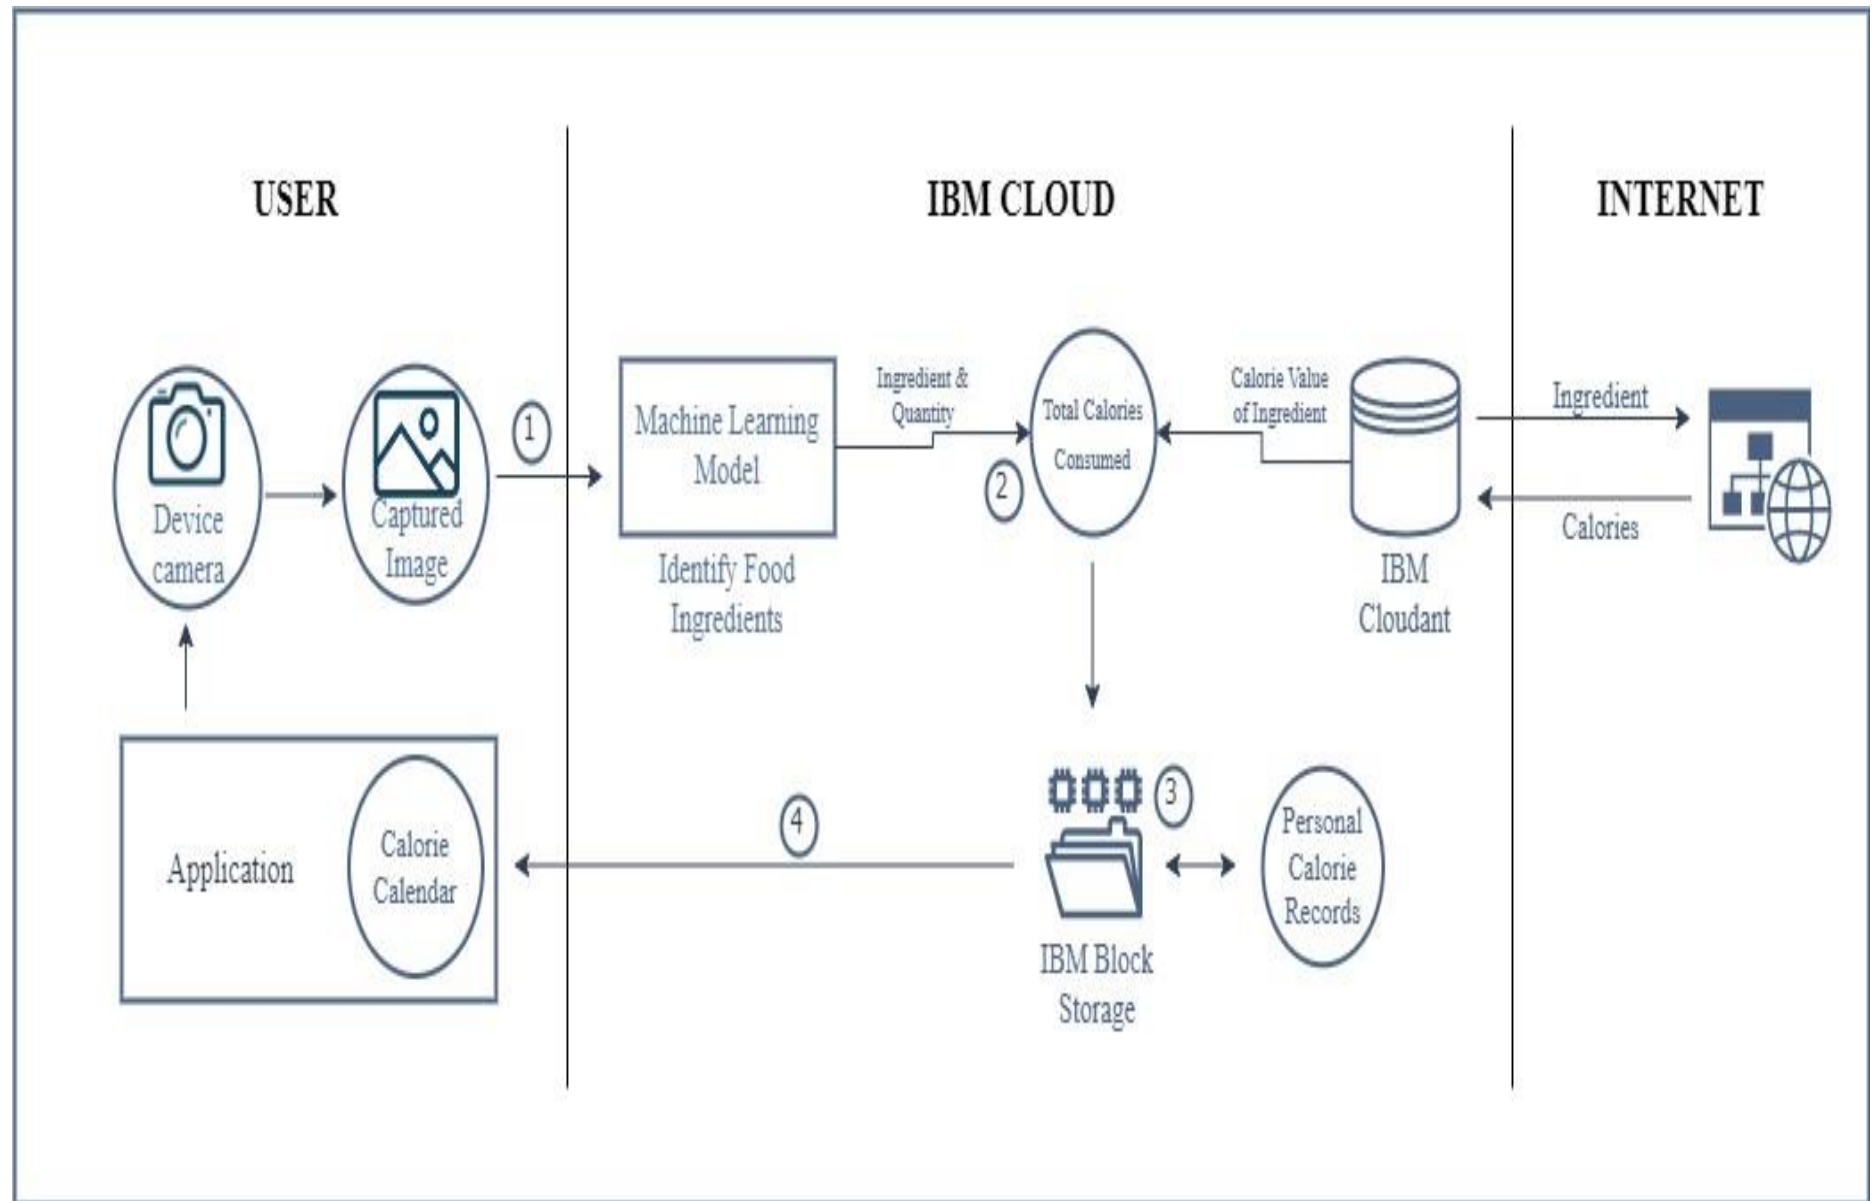 USER
IBM CLOUD
INTERNET
Device
camera
Captured
Image
1
Machine Learning
Model
Identify Food
Ingredients
Ingredient &
Quantity
2
Total Calories
Consumed
Calorie Value
of Ingredient
IBM
Cloudant
Ingredient
Calories
Application
Calorie
Calendar
4
3
IBM Block
Storage
Personal
Calorie
Records